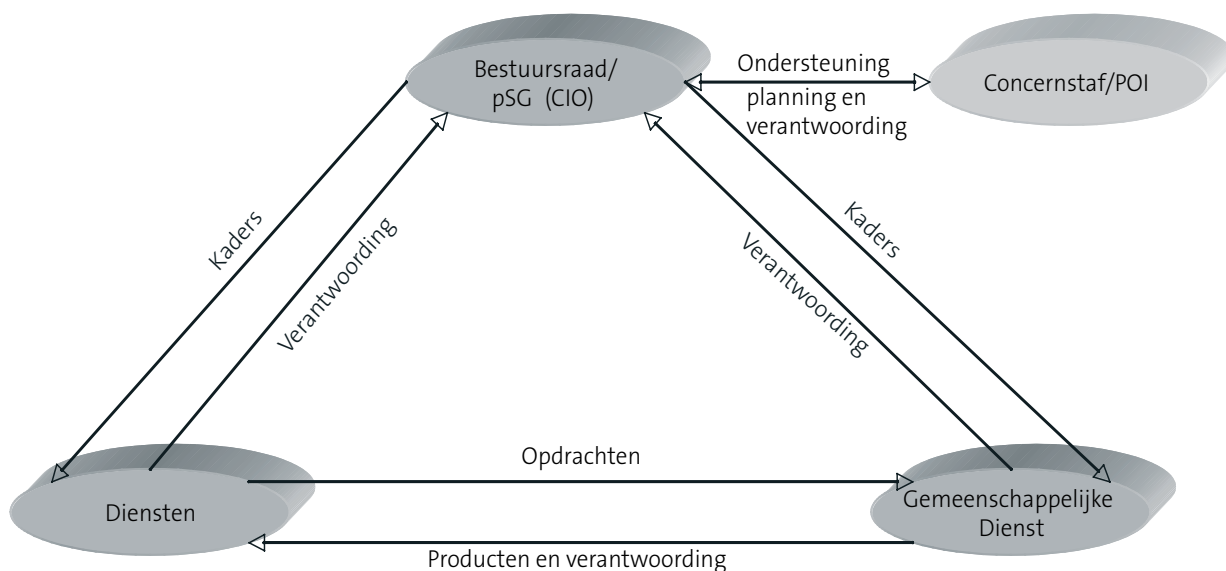 Bestuursraad/
pSG (CIO)
Ondersteuning
planning en
verantwoording
Concernstaf/POI
Kaders
Verantwoording
Verantwoording
Kaders
Opdrachten
Diensten
Gemeenschappelijke
Dienst
Producten en verantwoording